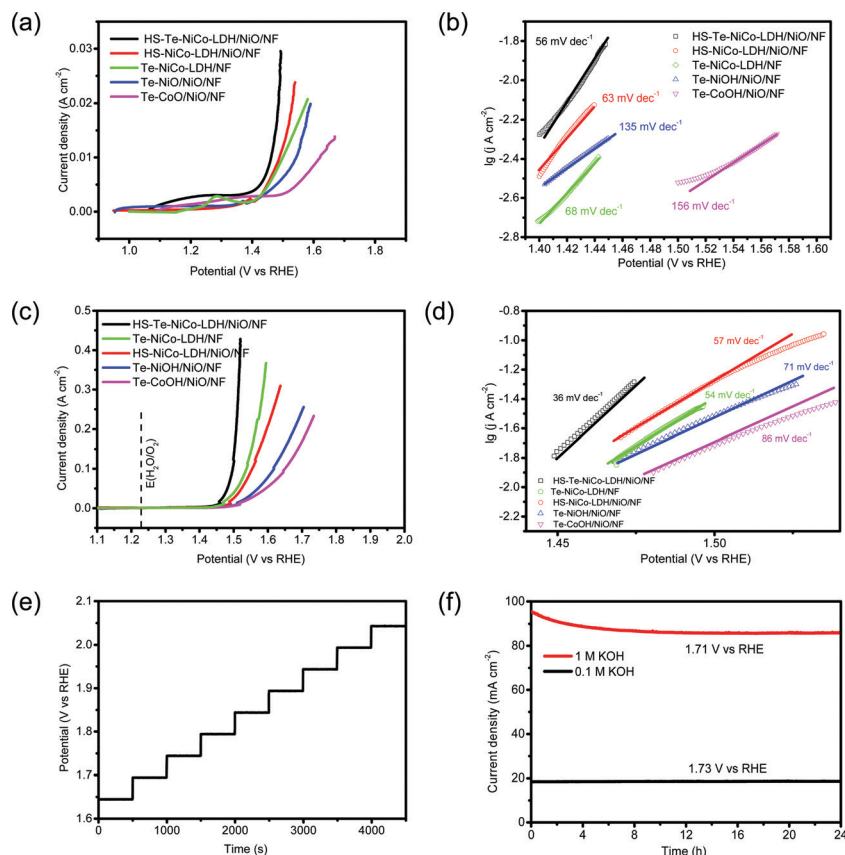 (a)
HS-Te-NiCo-LDH/NiO/NF
HS-NiCo-LDH/NiO/NF
Te-NiCo-LDH/NF
Te-NiO/NiO/NF
Te-CoO/NiO/NF
0.03
0.02
0.01
0.00
Current density (A cm-2)
1.0 1.2 1.4 1.6 1.8
Potential (V vs RHE)
(b)
56 mV dec-1
HS-Te-NiCo-LDH/NiO/NF
HS-NiCo-LDH/NiO/NF
Te-NiCo-LDH/NF
Te-NiOH/NiO/NF
Te-CoOH/NiO/NF
63 mV dec-1
135 mV dec-1
68 mV dec-1
156 mV dec-1
-1.8
-2.0
-2.2
-2.4
-2.6
-2.8
lg (j A cm-2)
1.40 1.42 1.44 1.46 1.48 1.50 1.52 1.54 1.56 1.58 1.60
Potential (V vs RHE)
(c)
HS-Te-NiCo-LDH/NiO/NF
Te-NiCo-LDH/NF
HS-NiCo-LDH/NiO/NF
Te-NiOH/NiO/NF
Te-CoOH/NiO/NF
E(H2O/O2)
0.5
0.4
0.3
0.2
0.1
0.0
Current density (A cm-2)
1.1 1.2 1.3 1.4 1.5 1.6 1.7 1.8 1.9 2.0
Potential (V vs RHE)
(d)
57 mV dec-1
71 mV dec-1
36 mV dec-1
54 mV dec-1
86 mV dec-1
HS-Te-NiCo-LDH/NiO/NF
Te-NiCo-LDH/NF
HS-NiCo-LDH/NiO/NF
Te-NiOH/NiO/NF
Te-CoOH/NiO/NF
-0.8
-1.0
-1.2
-1.4
-1.6
-1.8
-2.0
-2.2
lg (j A cm-2)
1.45 1.50
Potential (V vs RHE)
(e)
2.1
2.0
1.9
1.8
1.7
1.6
Potential (V vs RHE)
0 1000 2000 3000 4000
Time (s)
(f)
1 M KOH
0.1 M KOH
1.71 V vs RHE
1.73 V vs RHE
100
80
60
40
20
0
Current density (mA cm-2)
0 4 8 12 16 20 24
Time (h)